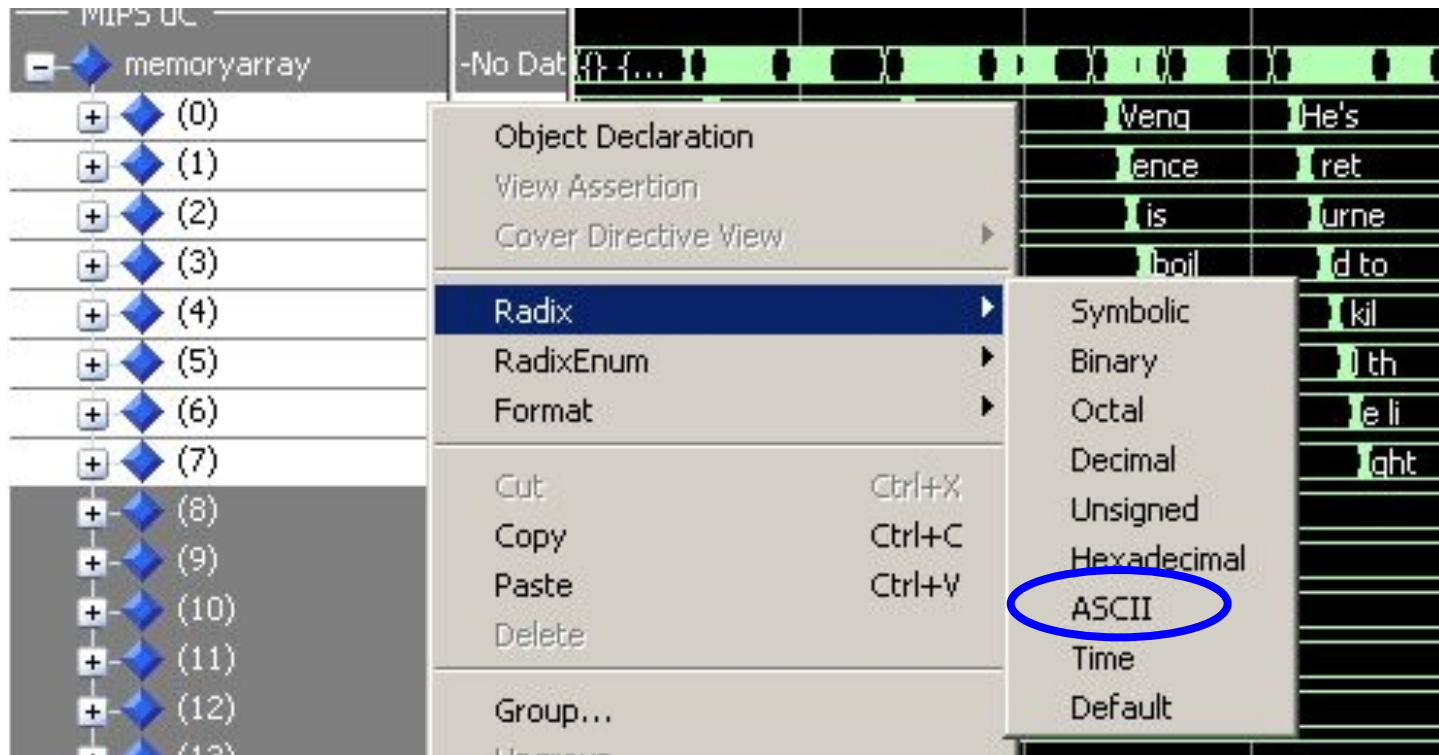 MIPS uC
memoryarray -No Dat {} {...
(0) Veng He's
(1) ence ret
(2) is urne
(3) boil d to
(4) kil
(5) l th
(6) e li
(7) ght
(8)
(9)
(10)
(11)
(12)
(13)
Object Declaration
View Assertion
Cover Directive View
Radix
RadixEnum
Format
Cut Ctrl+X
Copy Ctrl+C
Paste Ctrl+V
Delete
Group...
Ungroup
Symbolic
Binary
Octal
Decimal
Unsigned
Hexadecimal
ASCII
Time
Default